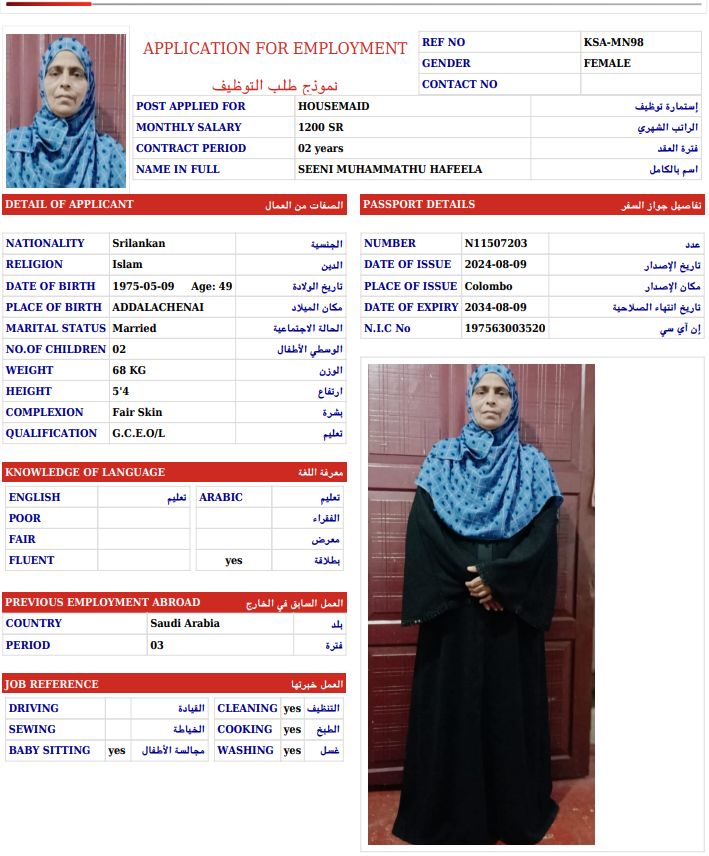 APPLICATION FOR EMPLOYMENT
نموذج طلب التوظيف
REF NO KSA-MN98
GENDER FEMALE
CONTACT NO
POST APPLIED FOR HOUSEMAID إستمارة توظيف
MONTHLY SALARY 1200 SR الراتب الشهري
CONTRACT PERIOD 02 years فترة العقد
NAME IN FULL SEENI MUHAMMATHU HAFEELA اسم بالكامل
DETAIL OF APPLICANT الصفات من العمال
NATIONALITY Srilankan الجنسية
RELIGION Islam الدين
DATE OF BIRTH 1975-05-09 Age: 49 تاريخ الولادة
PLACE OF BIRTH ADDALACHENAI مكان الميلاد
MARITAL STATUS Married الحالة الاجتماعية
NO.OF CHILDREN 02 الوسطي الأطفال
WEIGHT 68 KG الوزن
HEIGHT 5'4 ارتفاع
COMPLEXION Fair Skin بشرة
QUALIFICATION G.C.E.O/L تعليم
PASSPORT DETAILS تفاصيل جواز السفر
NUMBER N11507203 عدد
DATE OF ISSUE 2024-08-09 تاريخ الإصدار
PLACE OF ISSUE Colombo مكان الإصدار
DATE OF EXPIRY 2034-08-09 تاريخ انتهاء الصلاحية
N.I.C No 197563003520 إن آي سي
KNOWLEDGE OF LANGUAGE معرفة اللغة
ENGLISH تعليم ARABIC تعليم
POOR الفقراء
FAIR معرض
FLUENT yes بطلاقة
PREVIOUS EMPLOYMENT ABROAD العمل السابق في الخارج
COUNTRY Saudi Arabia بلد
PERIOD 03 فترة
JOB REFERENCE العمل خبرتها
DRIVING القيادة CLEANING yes التنظيف
SEWING الخياطة COOKING yes الطبخ
BABY SITTING yes مجالسة الأطفال WASHING yes غسل